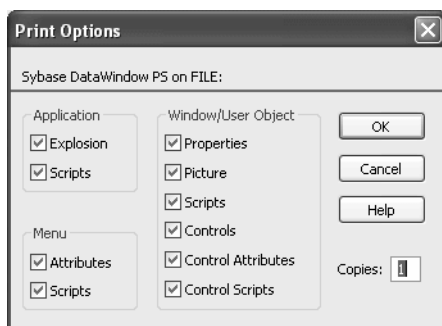 Print Options
Sybase DataWindow PS on FILE:
Application
Explosion
Scripts
Menu
Attributes
Scripts
Window/User Object
Properties
Picture
Scripts
Controls
Control Attributes
Control Scripts
OK
Cancel
Help
Copies: 1